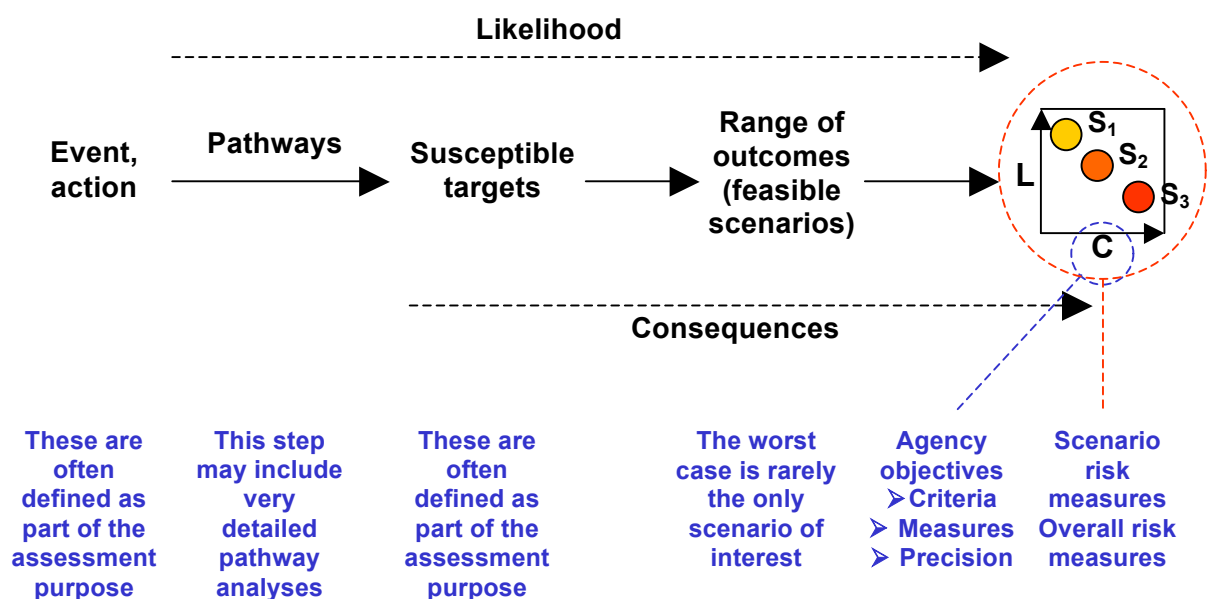 Likelihood
Event,
action
Pathways
Susceptible
targets
Range of
outcomes
(feasible
scenarios)
L
S1
S2
S3
C
Consequences
These are
often
defined as
part of the
assessment
purpose
This step
may include
very
detailed
pathway
analyses
These are
often
defined as
part of the
assessment
purpose
The worst
case is rarely
the only
scenario of
interest
Agency
objectives
➢Criteria
➢ Measures
➢ Precision
Scenario
risk
measures
Overall risk
measures